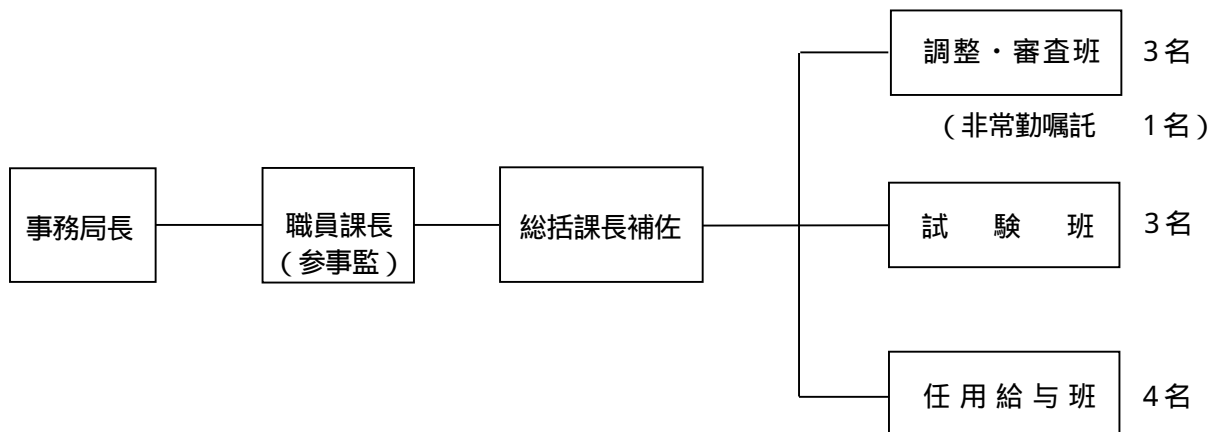 調整・審査班 3名
(非常勤嘱託 1名)
事務局長
職員課長
(参事監)
総括課長補佐
試験班 3名
任用給与班 4名